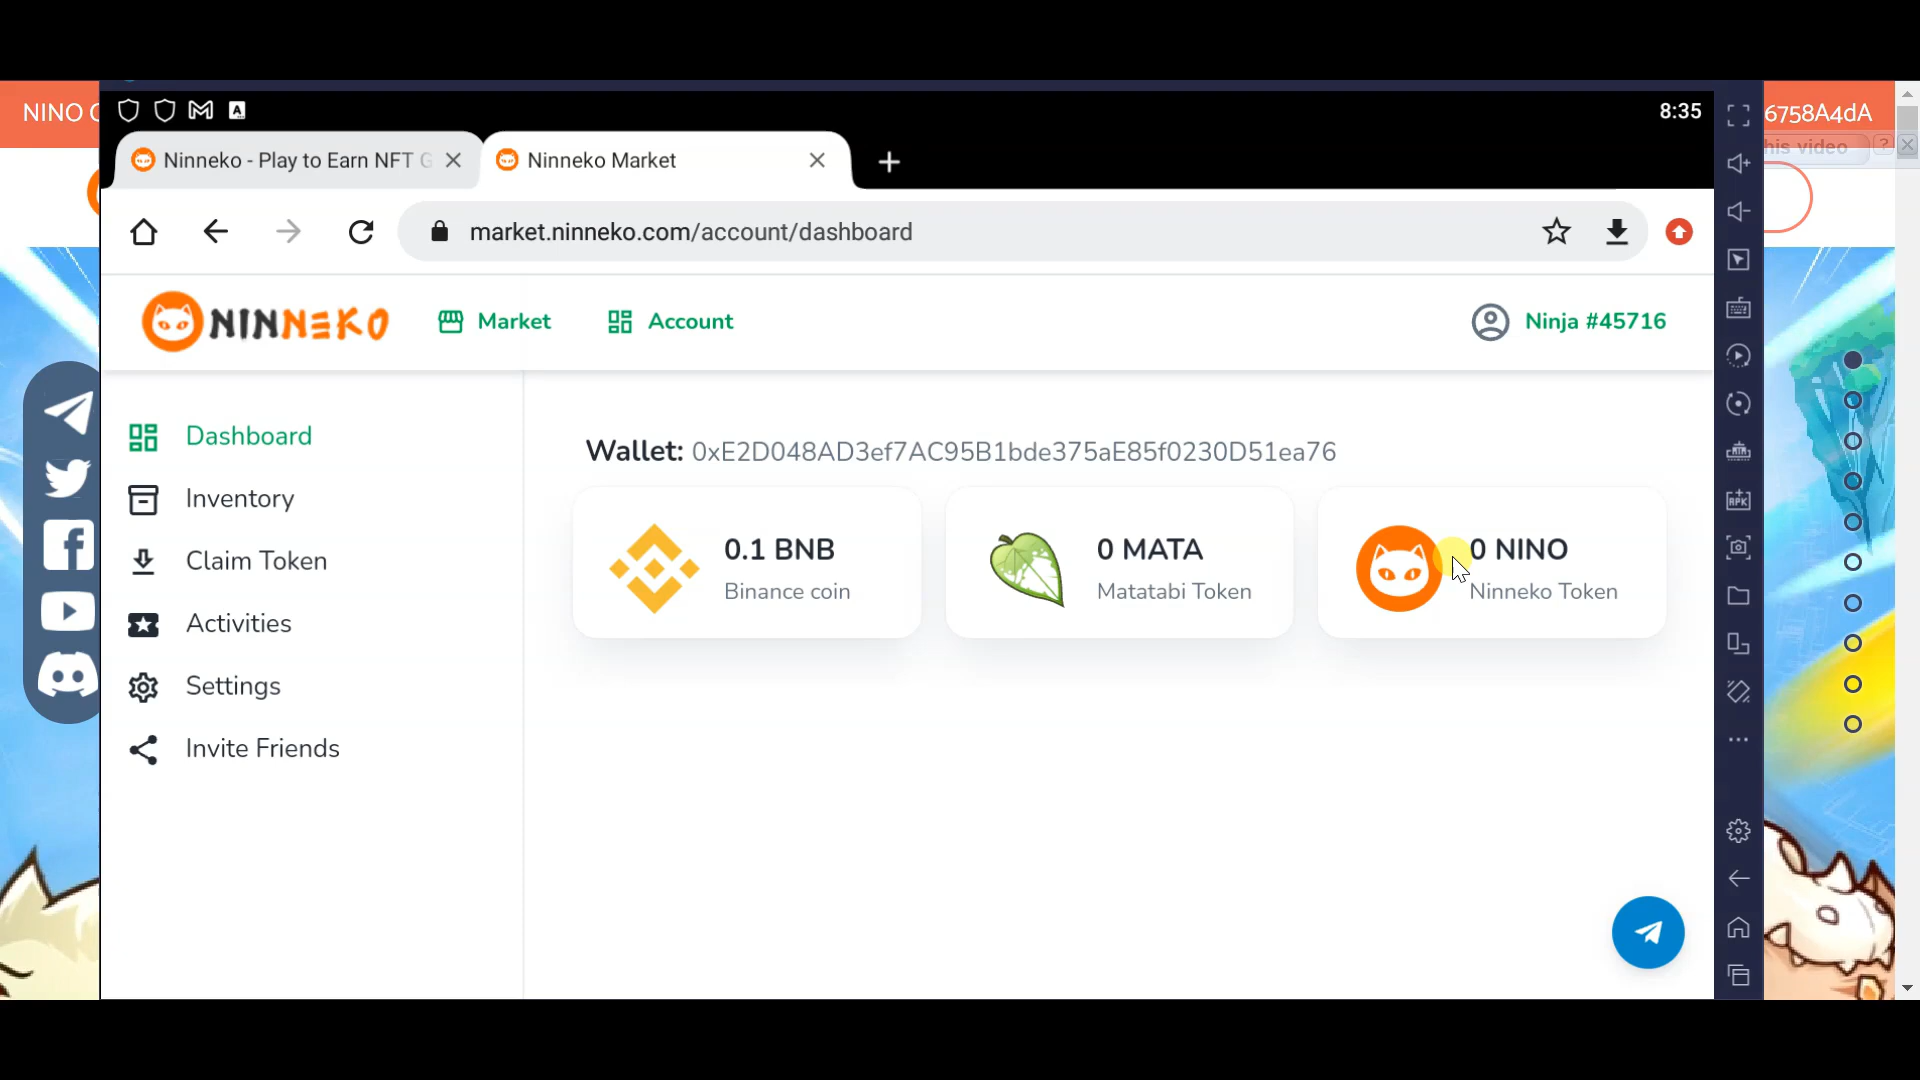 NINO C
6758A4dA
his video
?
8:35
Ninneko - Play to Earn NFT G
Ninneko Market
market.ninneko.com/account/dashboard
NINNEKO
Market
Account
Ninja #45716
Dashboard
Inventory
Claim Token
Activities
Settings
Invite Friends
Wallet: 0xE2D048AD3ef7AC95B1bde375aE85f0230D51ea76
0.1 BNB
Binance coin
0 MATA
Matatabi Token
0 NINO
Ninneko Token